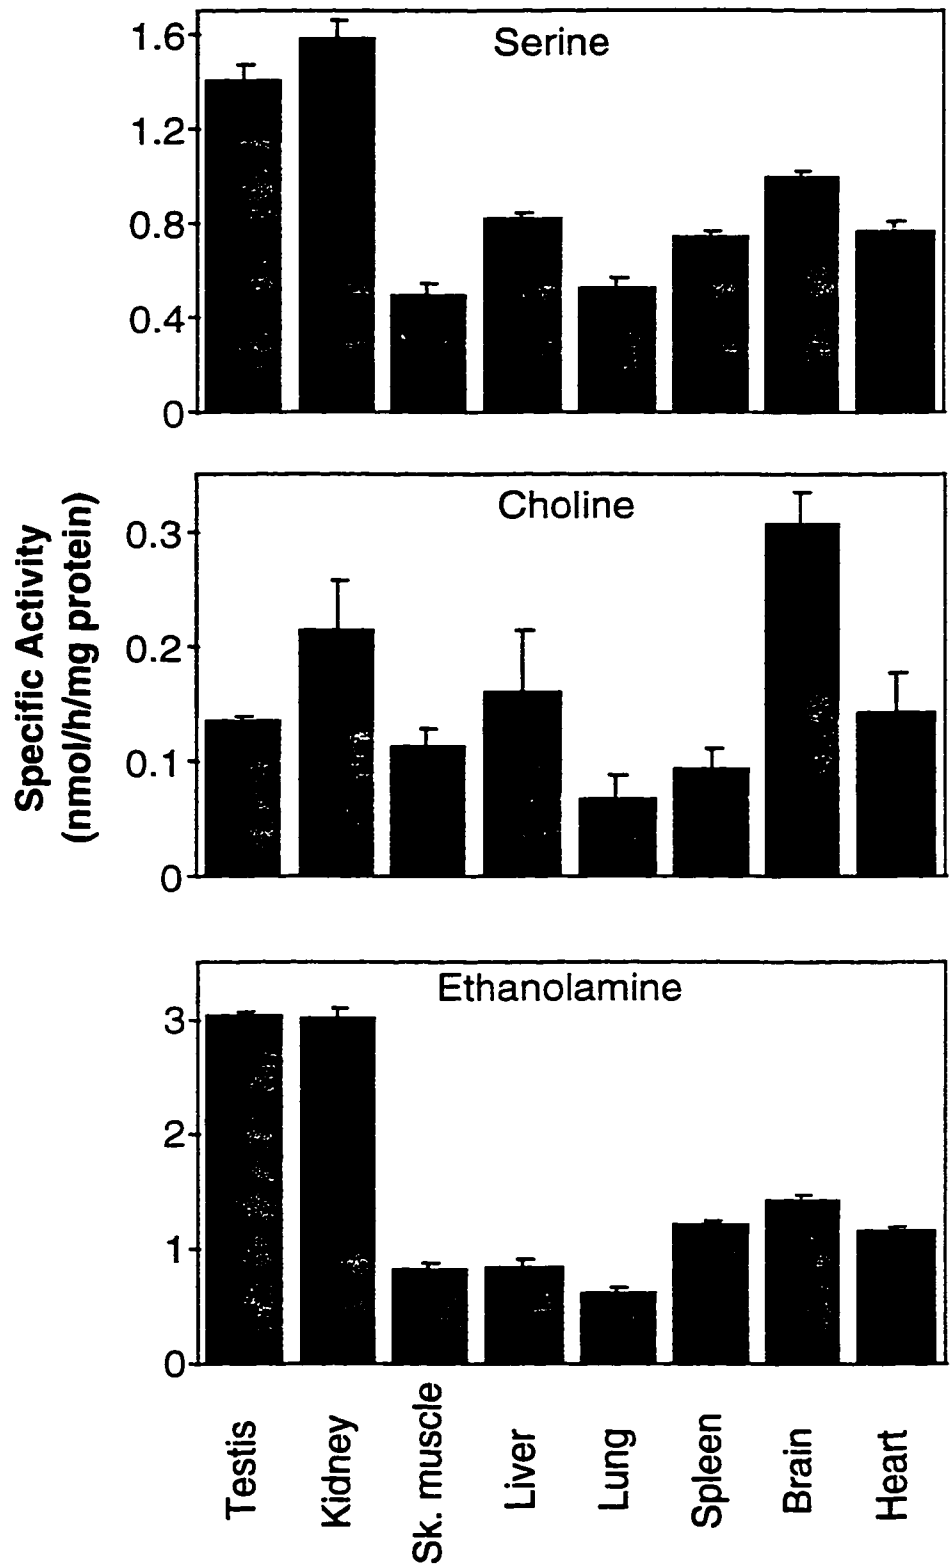 Serine
1.6
1.2
0.8
0.4
0
Specific Activity
(nmol/h/mg protein)
Choline
0.3
0.2
0.1
0
Ethanolamine
3
2
1
0
Testis
Kidney
Sk. muscle
Liver
Lung
Spleen
Brain
Heart